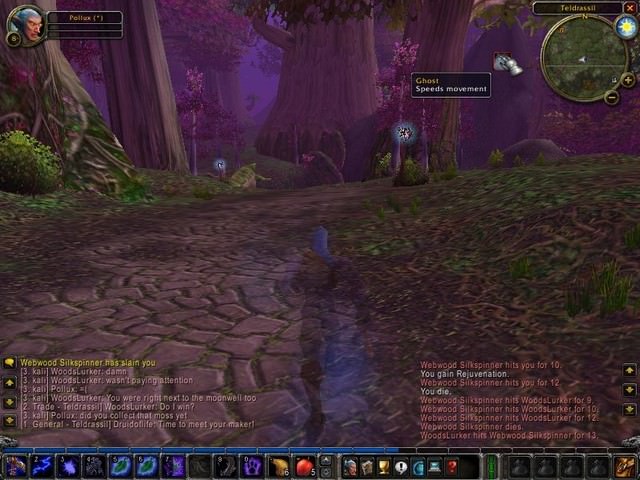 Pollux (*)
8
Teldrassil
N
Ghost
Speeds movement
Webwood Silkspinner has slain you
[3. kali] WoodsLurker: damn
[3. kali] WoodsLurker: wasn't paying attention
[3. kali] Pollux: =[
[3. kali] WoodsLurker: You were right next to the moonwell too
[2. Trade - Teldrassil] WoodsLurker: Do I win?
[3. kali] Pollux: did you collect that moss yet
[1. General - Teldrassil] Druidoflife: Time to meet your maker!
Webwood Silkspinner hits you for 10.
You gain Rejuvenation.
Webwood Silkspinner hits you for 12.
You die.
Webwood Silkspinner hits WoodsLurker for 9.
Webwood Silkspinner hits WoodsLurker for 10.
Webwood Silkspinner hits WoodsLurker for 12.
Webwood Silkspinner dies.
WoodsLurker hits Webwood Silkspinner for 13.